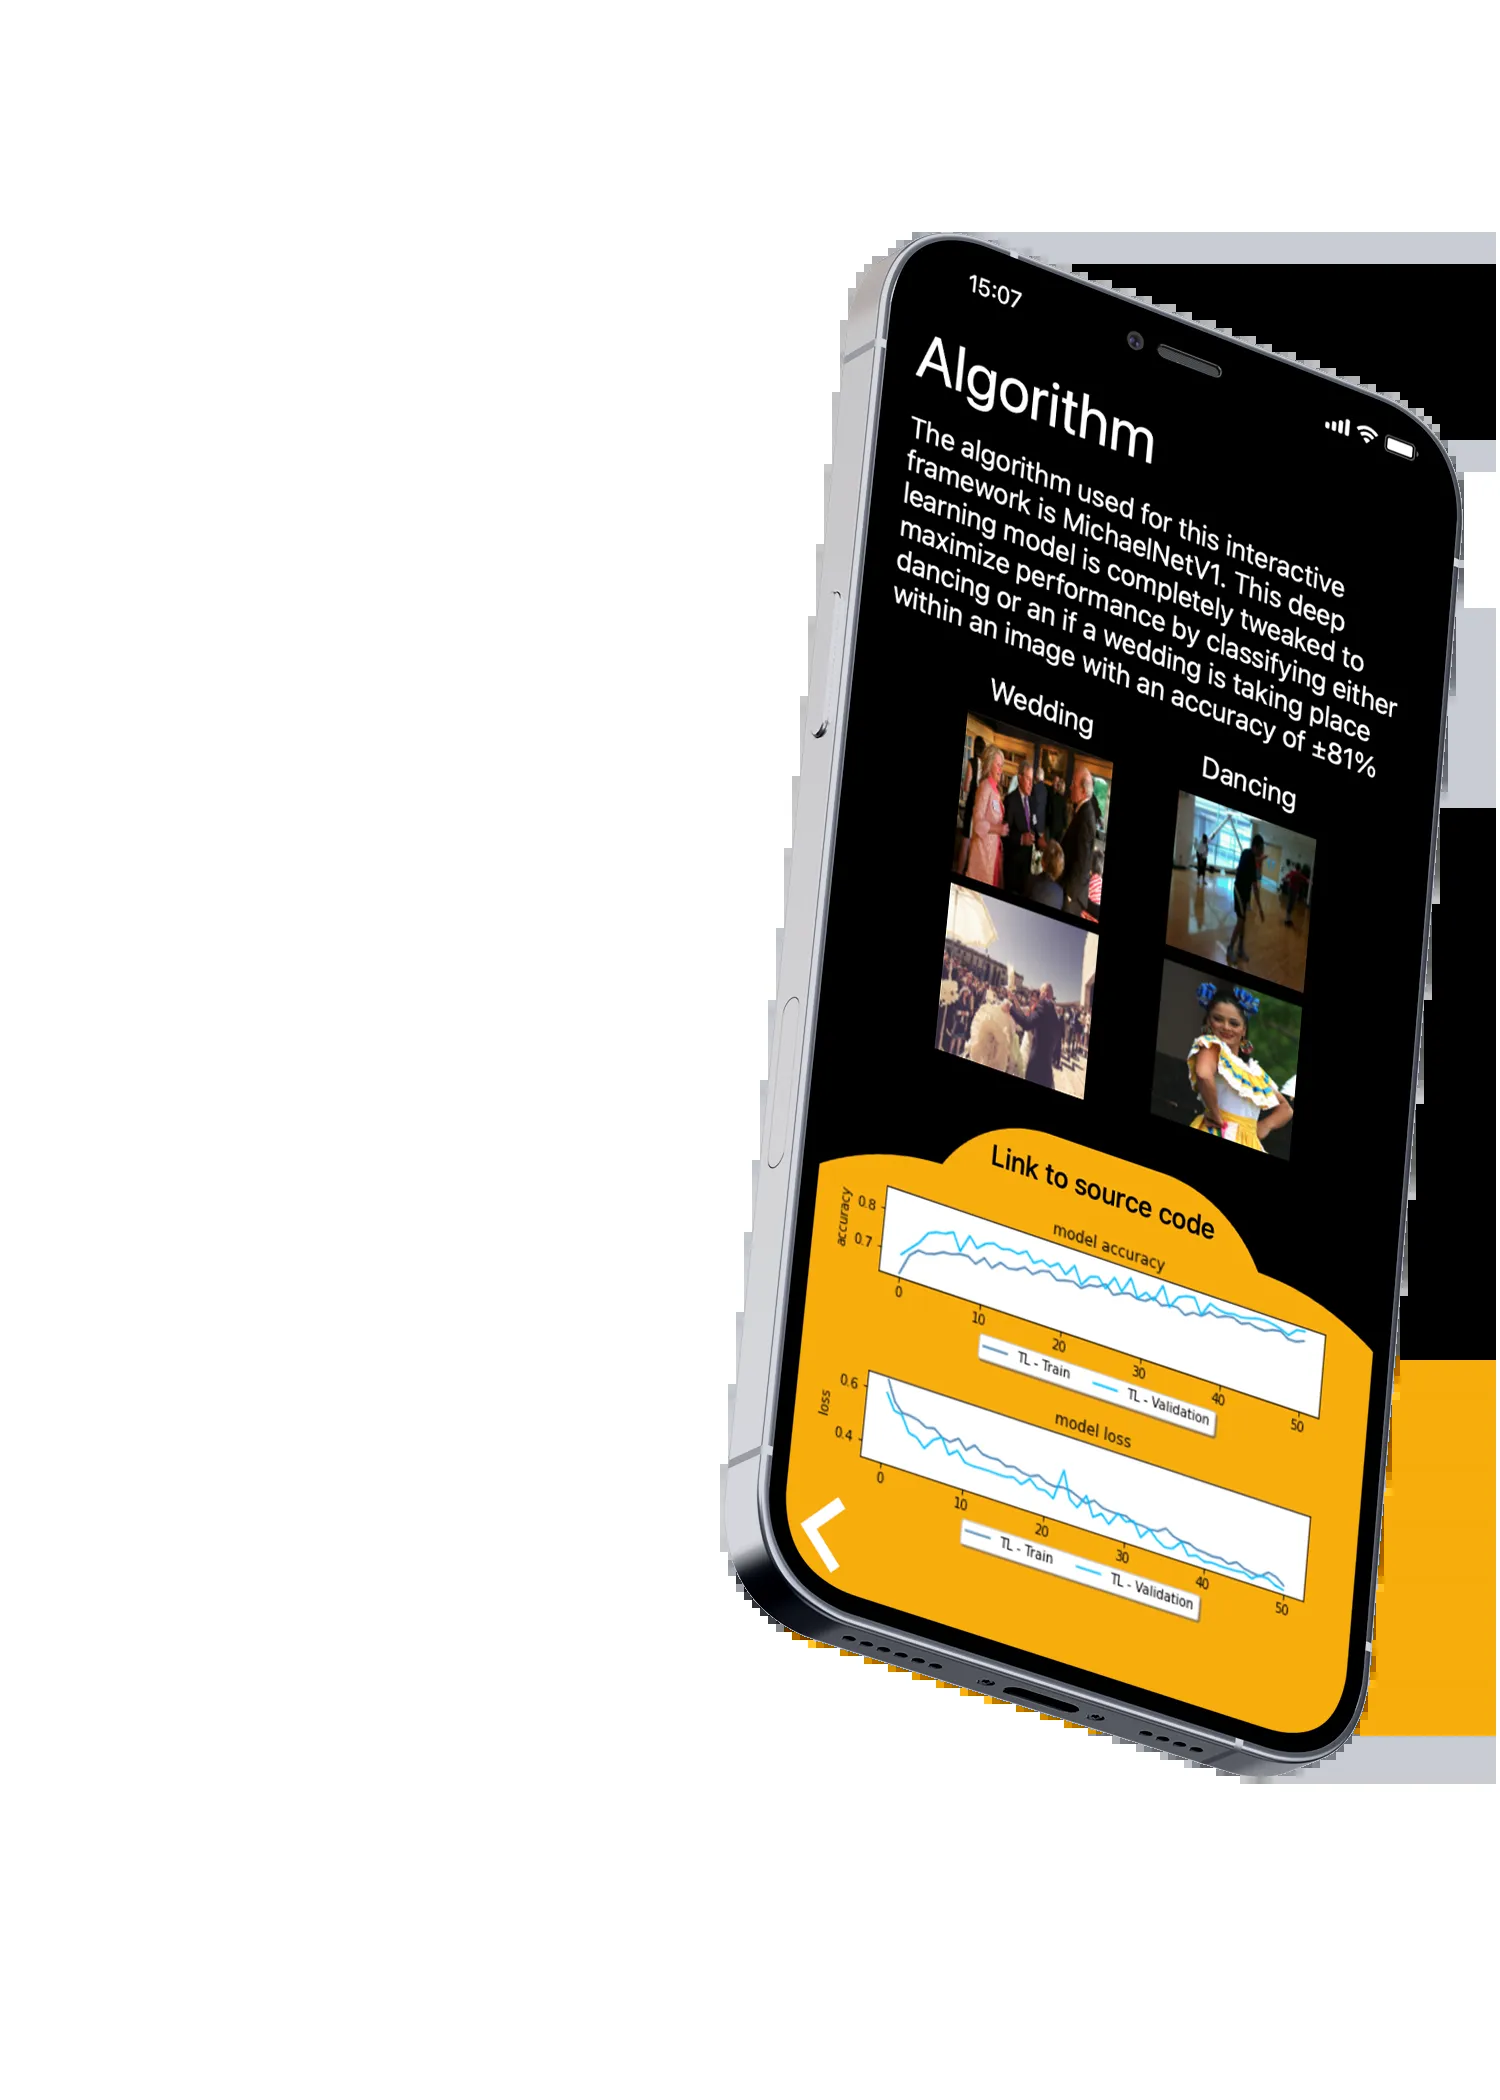 15:07
Algorithm
The algorithm used for this interactive
framework is MichaelNetV1. This deep
learning model is completely tweaked to
maximize performance by classifying either
dancing or an if a wedding is taking place
within an image with an accuracy of ±81%
Wedding
Dancing
Link to source code
model accuracy
accuracy
0.8
0.7
0
10
20
30
40
50
TL - Train
TL - Validation
model loss
loss
0.6
0.4
0
10
20
30
40
50
TL - Train
TL - Validation